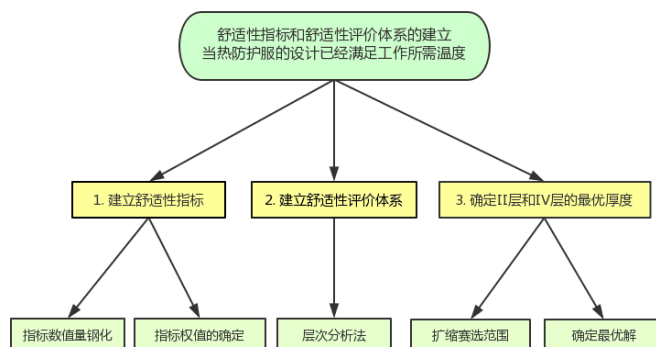 舒适性指标和舒适性评价体系的建立
当热防护服的设计已经满足工作所需温度
1. 建立舒适性指标
2. 建立舒适性评价体系
3. 确定II层和IV层的最优厚度
指标数值量钢化
指标权值的确定
层次分析法
扩缩赛选范围
确定最优解